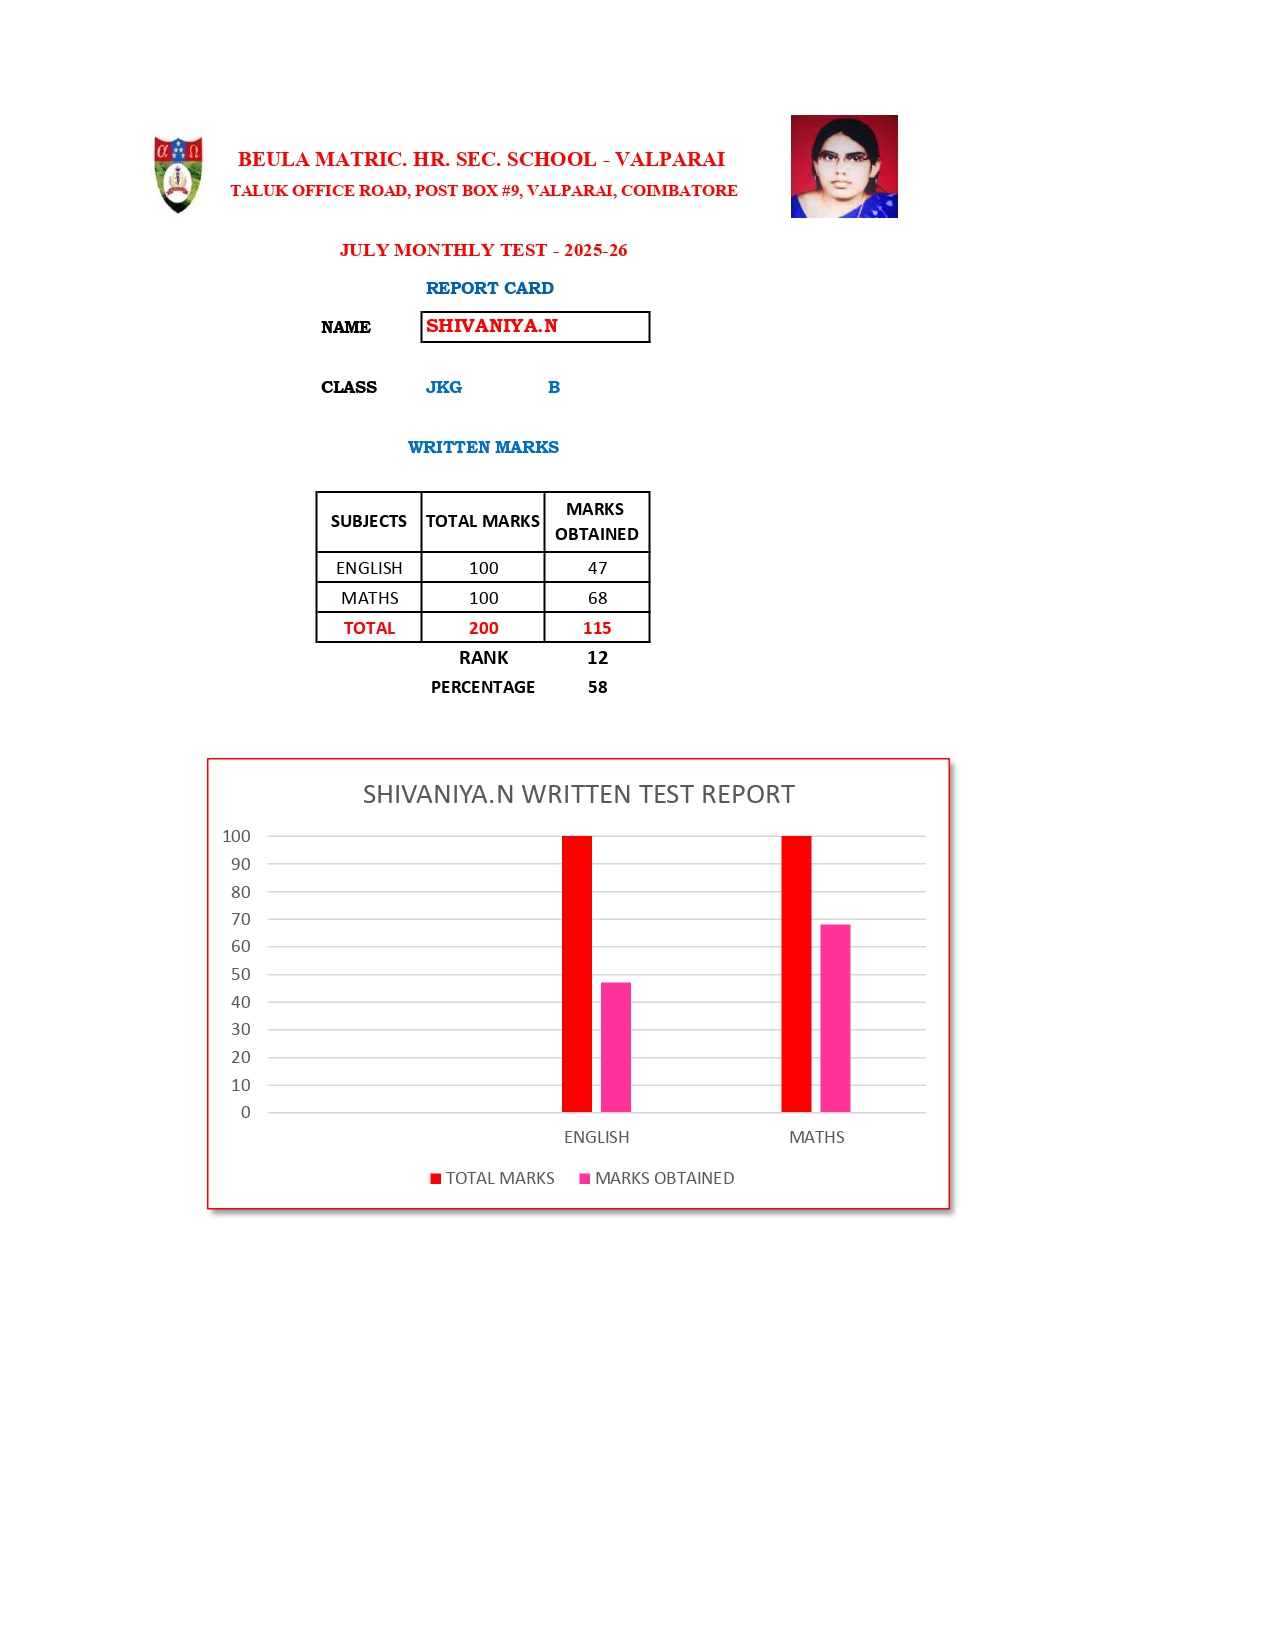 α Ω
BEULA MATRIC. HR. SEC. SCHOOL - VALPARAI
TALUK OFFICE ROAD, POST BOX #9, VALPARAI, COIMBATORE
JULY MONTHLY TEST - 2025-26
REPORT CARD
NAME SHIVANIYA.N
CLASS JKG B
WRITTEN MARKS
SUBJECTS TOTAL MARKS MARKS OBTAINED
ENGLISH 100 47
MATHS 100 68
TOTAL 200 115
RANK 12
PERCENTAGE 58
SHIVANIYA.N WRITTEN TEST REPORT
100
90
80
70
60
50
40
30
20
10
0
ENGLISH MATHS
TOTAL MARKS MARKS OBTAINED